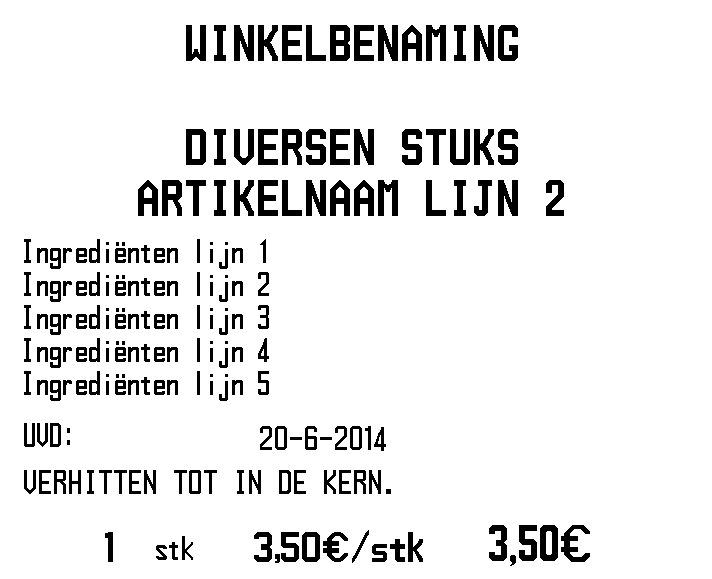 WINKELBENAMING
DIVERSEN STUKS
ARTIKELNAAM LIJN 2
Ingrediënten lijn 1
Ingrediënten lijn 2
Ingrediënten lijn 3
Ingrediënten lijn 4
Ingrediënten lijn 5
UVD: 20-6-2014
VERHITTEN TOT IN DE KERN.
1 stk 3,50€/stk 3,50€